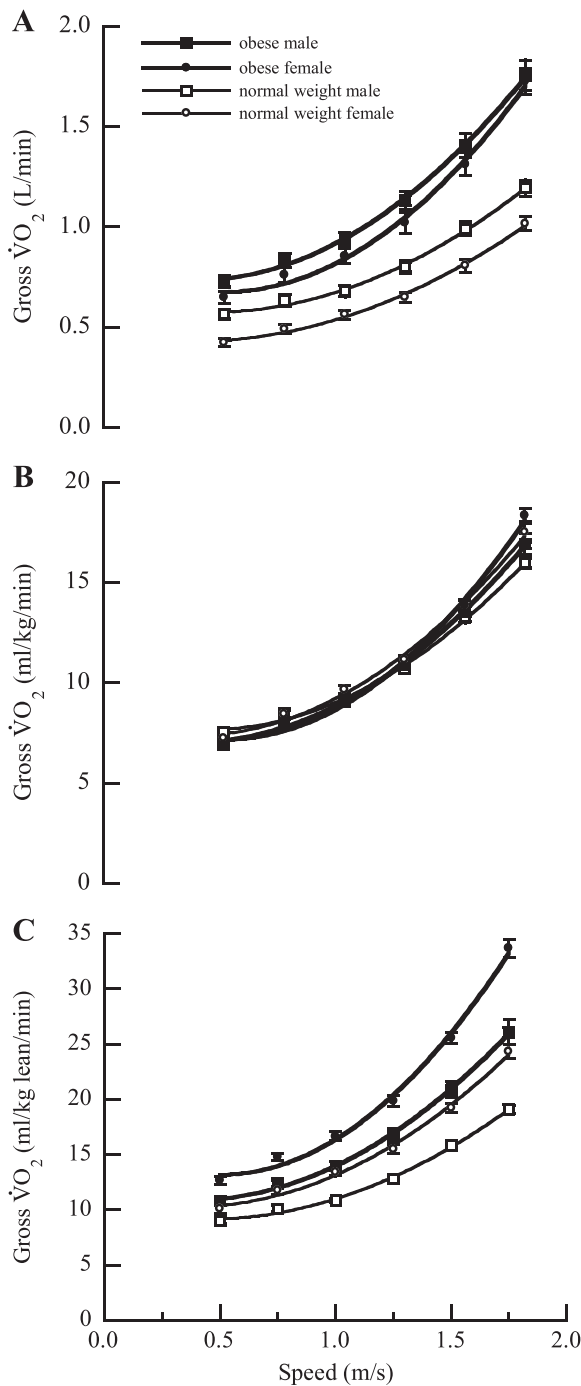 A
2.0
obese male
obese female
normal weight male
normal weight female
1.5
1.0
0.5
0.0
Gross V̇O2 (L/min)
B
20
15
10
5
0
Gross V̇O2 (ml/kg/min)
C
35
30
25
20
15
10
5
0
Gross V̇O2 (ml/kg lean/min)
0.0 0.5 1.0 1.5 2.0
Speed (m/s)